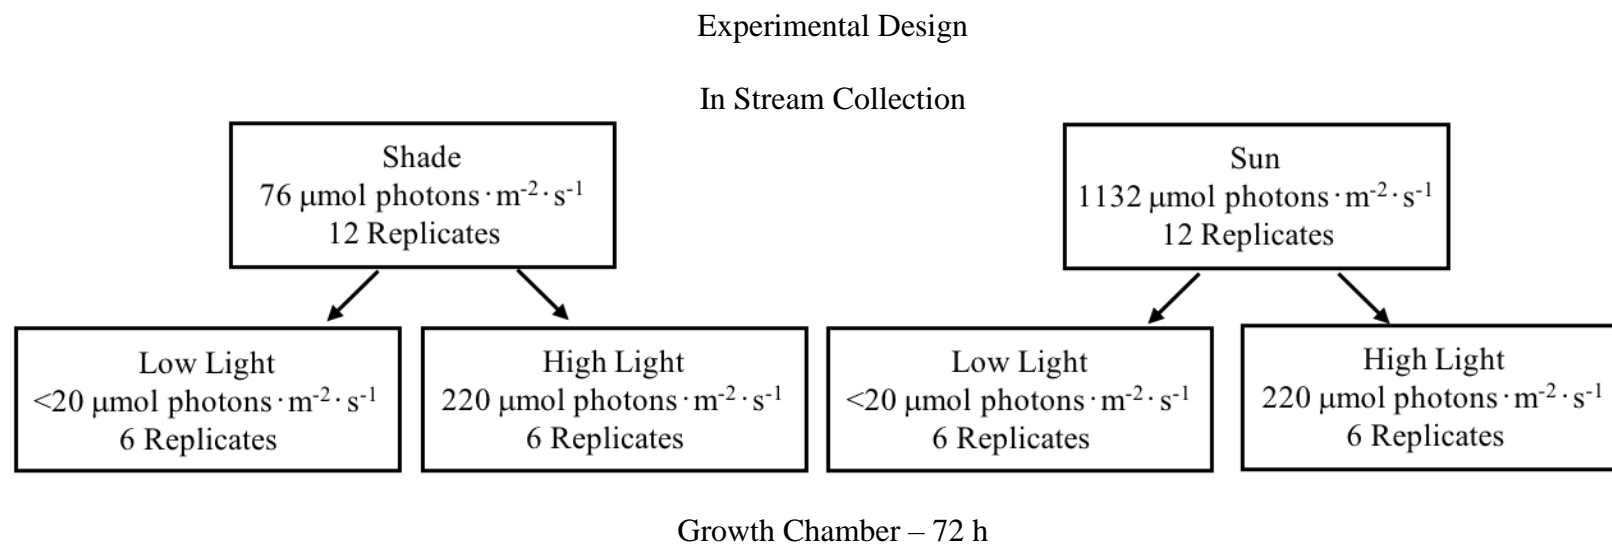 Experimental Design
In Stream Collection
Shade
76 μmol photons·m⁻²·s⁻¹
12 Replicates
Sun
1132 μmol photons·m⁻²·s⁻¹
12 Replicates
Low Light
<20 μmol photons·m⁻²·s⁻¹
6 Replicates
High Light
220 μmol photons·m⁻²·s⁻¹
6 Replicates
Low Light
<20 μmol photons·m⁻²·s⁻¹
6 Replicates
High Light
220 μmol photons·m⁻²·s⁻¹
6 Replicates
Growth Chamber – 72 h